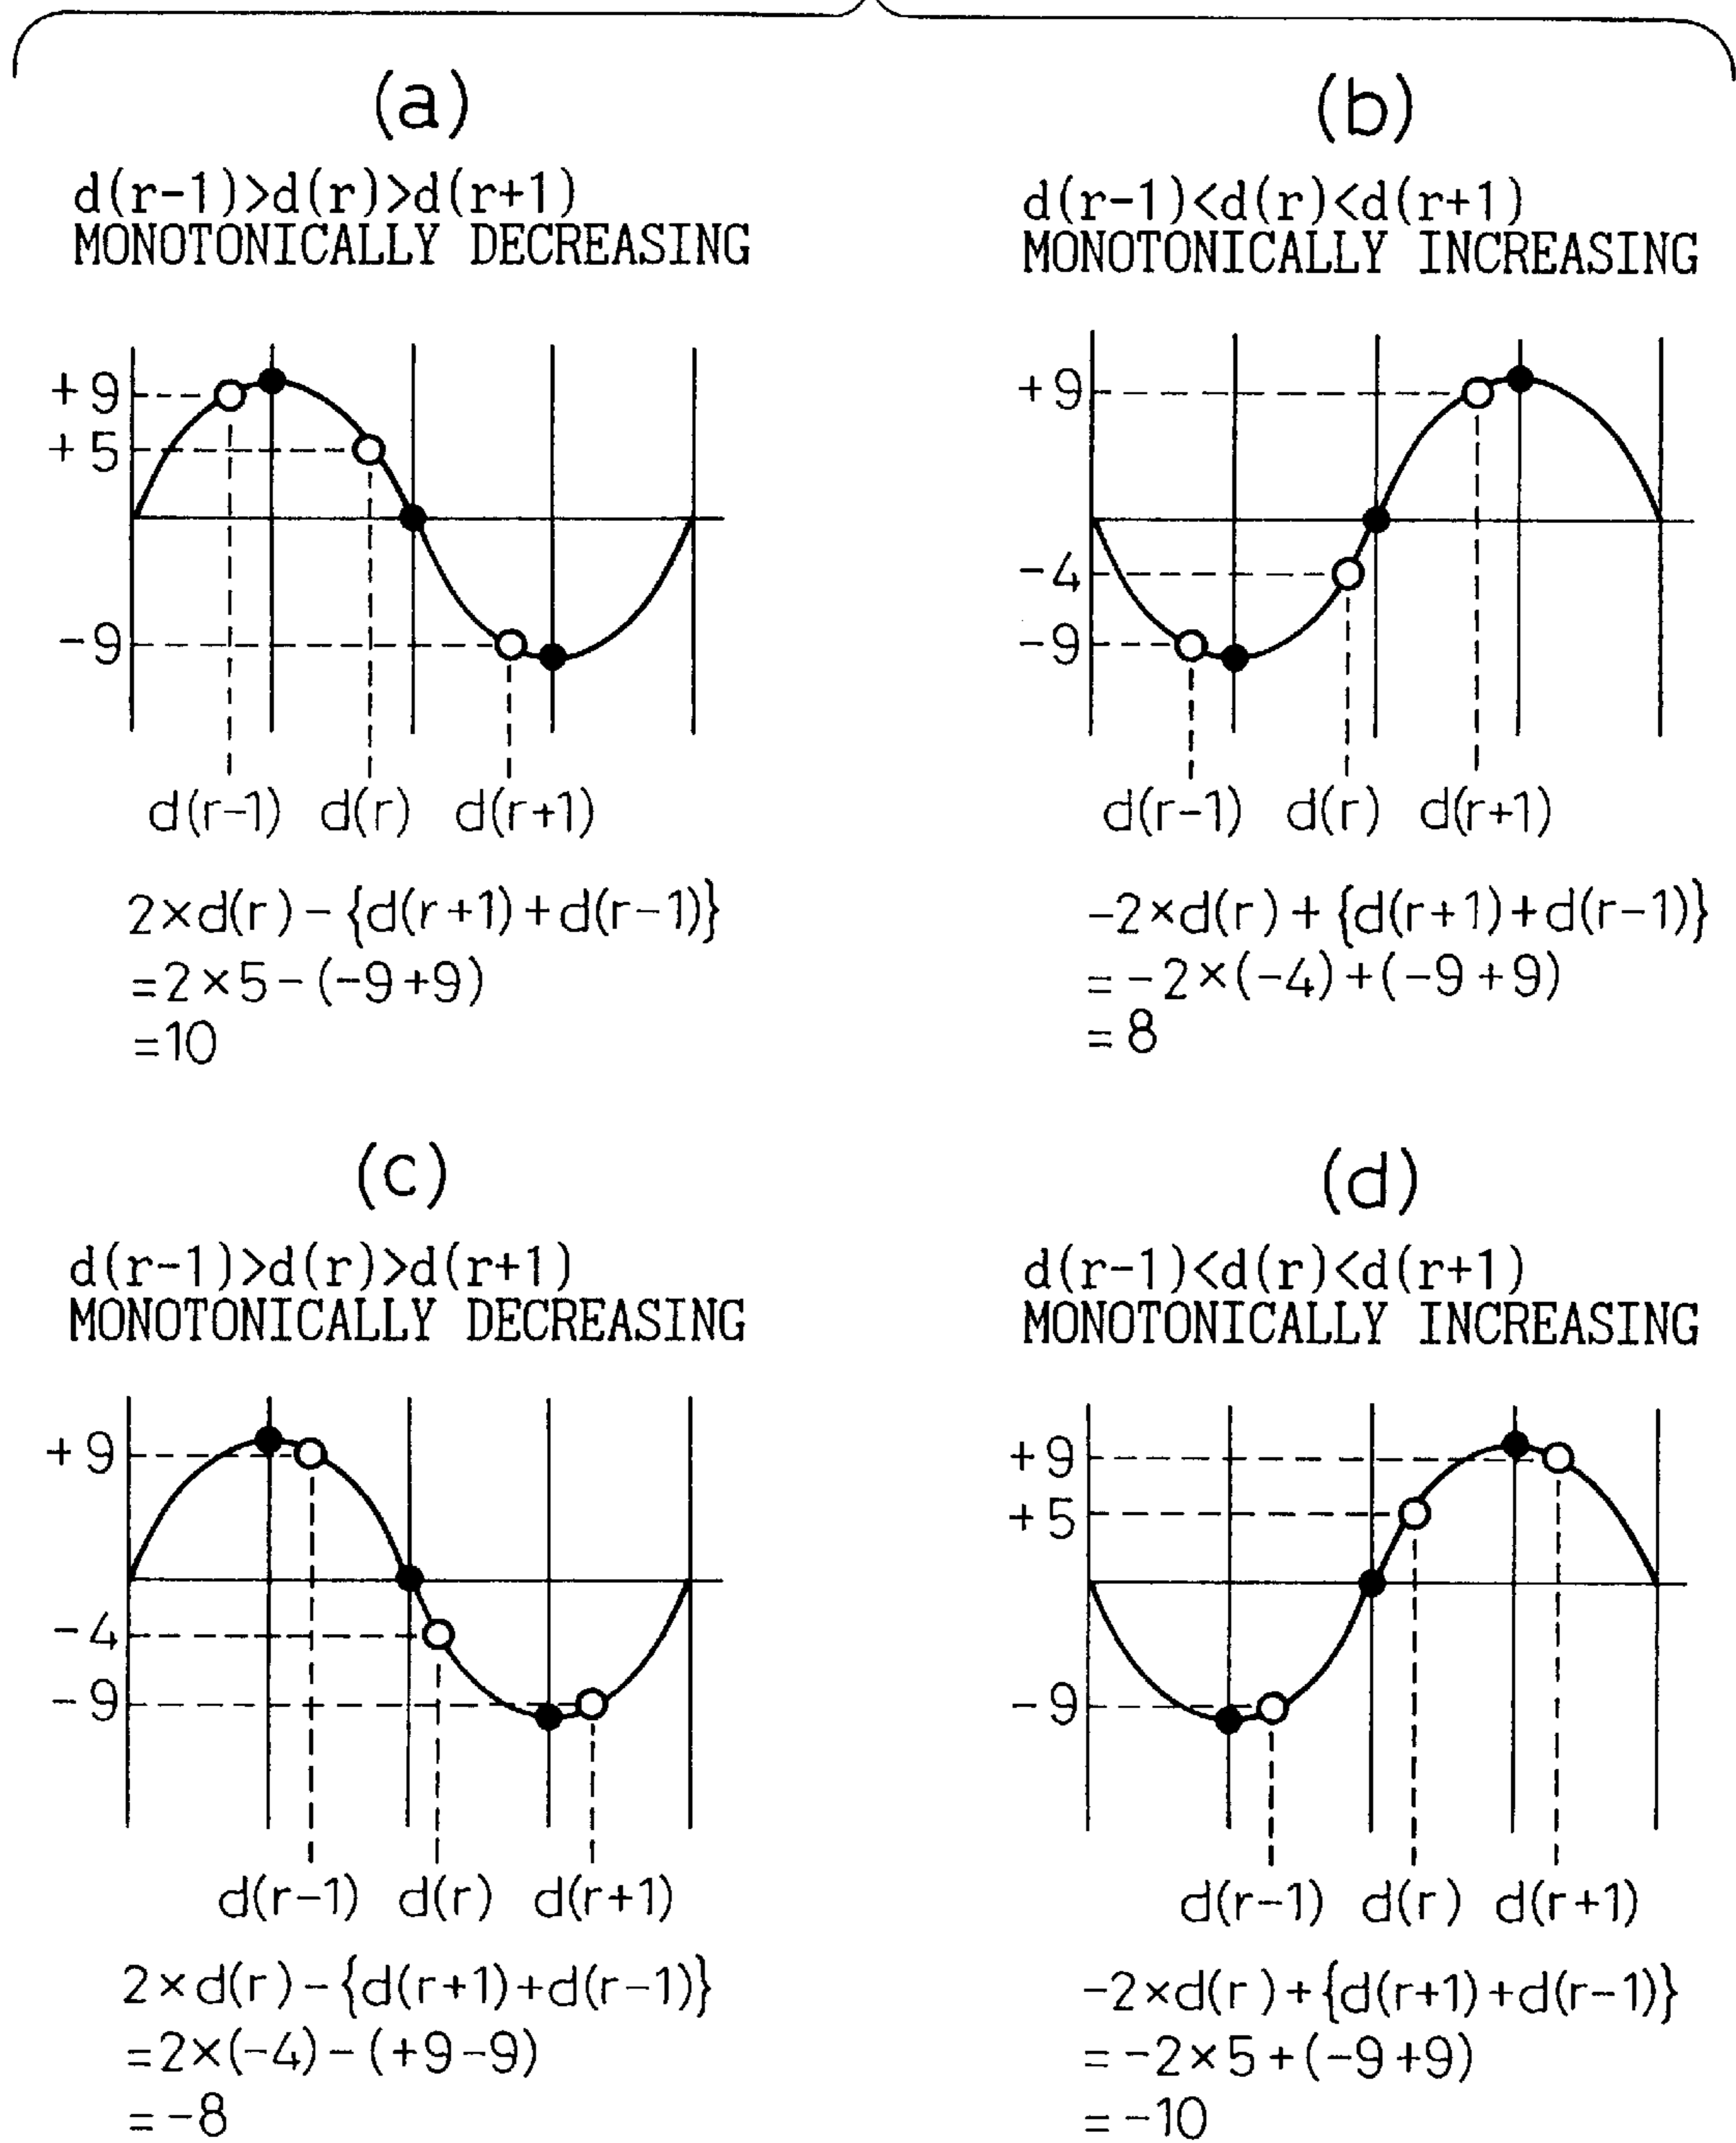 (a)
d(r-1)>d(r)>d(r+1)
MONOTONICALLY DECREASING
+9
+5
-9
d(r-1) d(r) d(r+1)
2×d(r)-{d(r+1)+d(r-1)}
=2×5-(-9+9)
=10
(b)
d(r-1)<d(r)<d(r+1)
MONOTONICALLY INCREASING
+9
-4
-9
d(r-1) d(r) d(r+1)
-2×d(r)+{d(r+1)+d(r-1)}
=-2×(-4)+(-9+9)
=8
(c)
d(r-1)>d(r)>d(r+1)
MONOTONICALLY DECREASING
+9
-4
-9
d(r-1) d(r) d(r+1)
2×d(r)-{d(r+1)+d(r-1)}
=2×(-4)-(+9-9)
=-8
(d)
d(r-1)<d(r)<d(r+1)
MONOTONICALLY INCREASING
+9
+5
-9
d(r-1) d(r) d(r+1)
-2×d(r)+{d(r+1)+d(r-1)}
=-2×5+(-9+9)
=-10